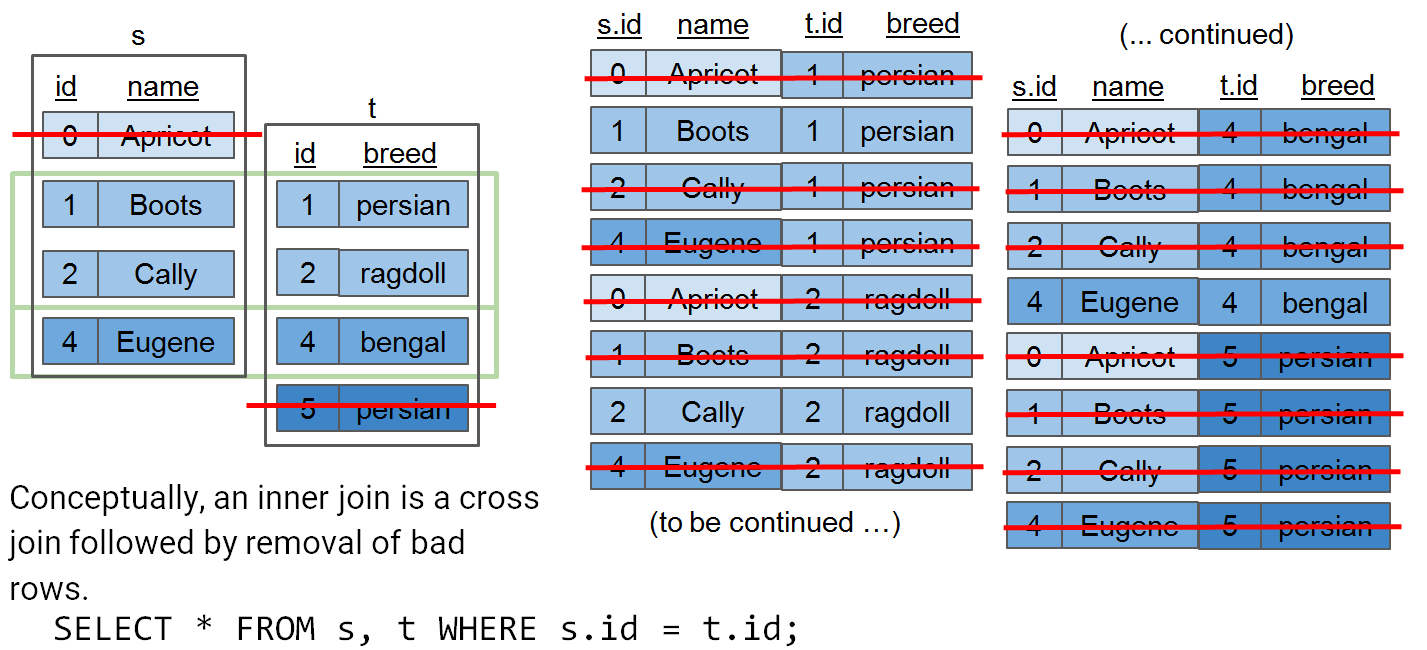 s
id name
0 Apricot
1 Boots
2 Cally
4 Eugene
t
id breed
1 persian
2 ragdoll
4 bengal
5 persian
Conceptually, an inner join is a cross
join followed by removal of bad
rows.
SELECT * FROM s, t WHERE s.id = t.id;
s.id name t.id breed
0 Apricot 1 persian
1 Boots 1 persian
2 Cally 1 persian
4 Eugene 1 persian
0 Apricot 2 ragdoll
1 Boots 2 ragdoll
2 Cally 2 ragdoll
4 Eugene 2 ragdoll
(to be continued …)
(... continued)
s.id name t.id breed
0 Apricot 4 bengal
1 Boots 4 bengal
2 Cally 4 bengal
4 Eugene 4 bengal
0 Apricot 5 persian
1 Boots 5 persian
2 Cally 5 persian
4 Eugene 5 persian